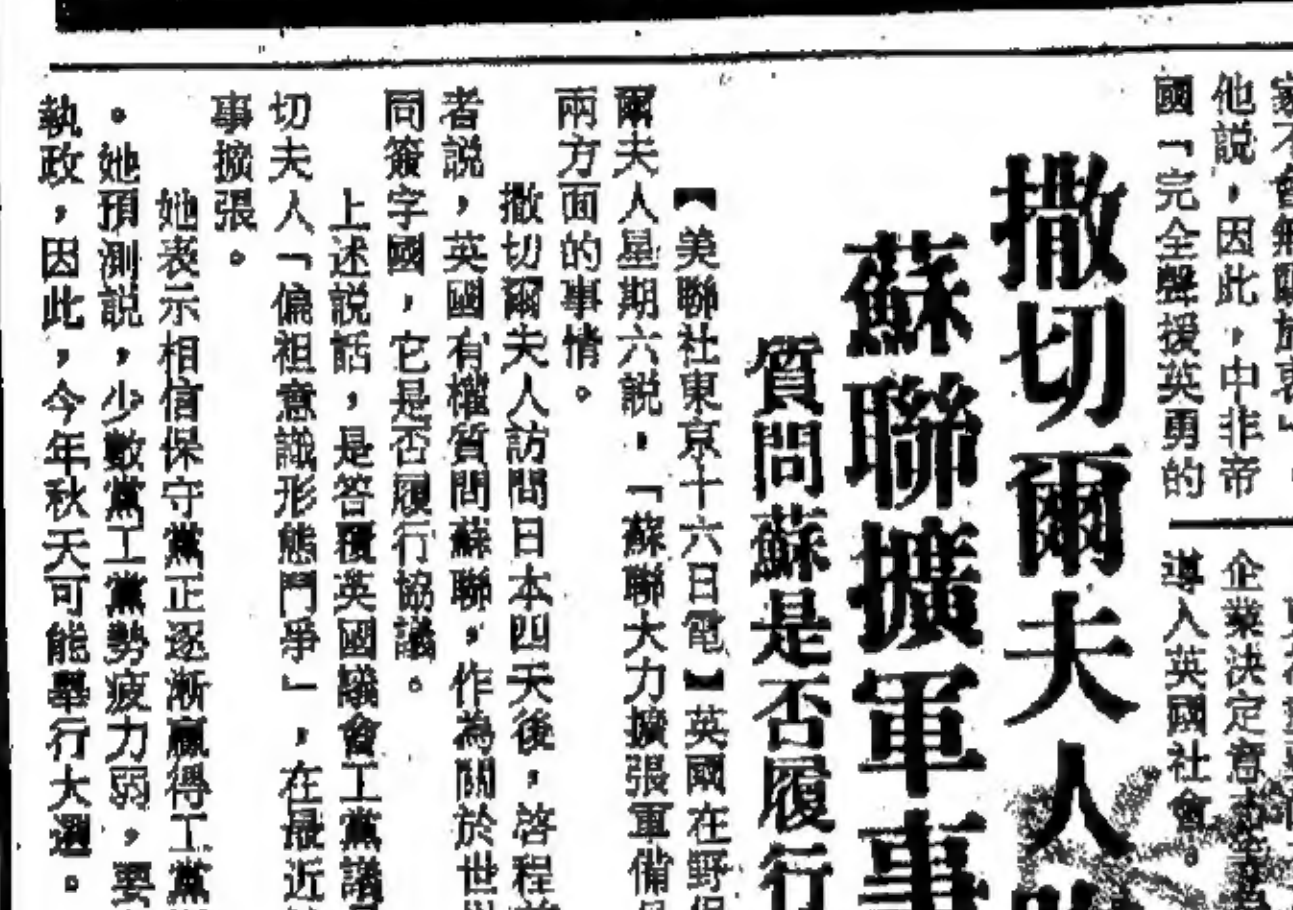 他説，因此，中非帝
國「完全聲援英勇的
企業決定意
導入英國社會。
撒切爾夫人
蘇聯擴軍事
質問蘇是否履行
【美聯社東京十六日電】英國在野保
爾夫人星期六説，「蘇聯大力擴張軍備
兩方面的事情。
撒切爾夫人訪問日本四天後，啓程
者説，英國有權質問蘇聯，作為關於世
同簽字國，它是否履行協議。
上述説話，是答覆英國議會工黨議
切夫人「偏袒意識形態鬥爭」，在最近
事擴張。
她表示相信保守黨正逐漸贏得工黨
。她預測説，少數黨工黨勢疲力弱，要
執政，因此，今年秋天可能舉行大選。